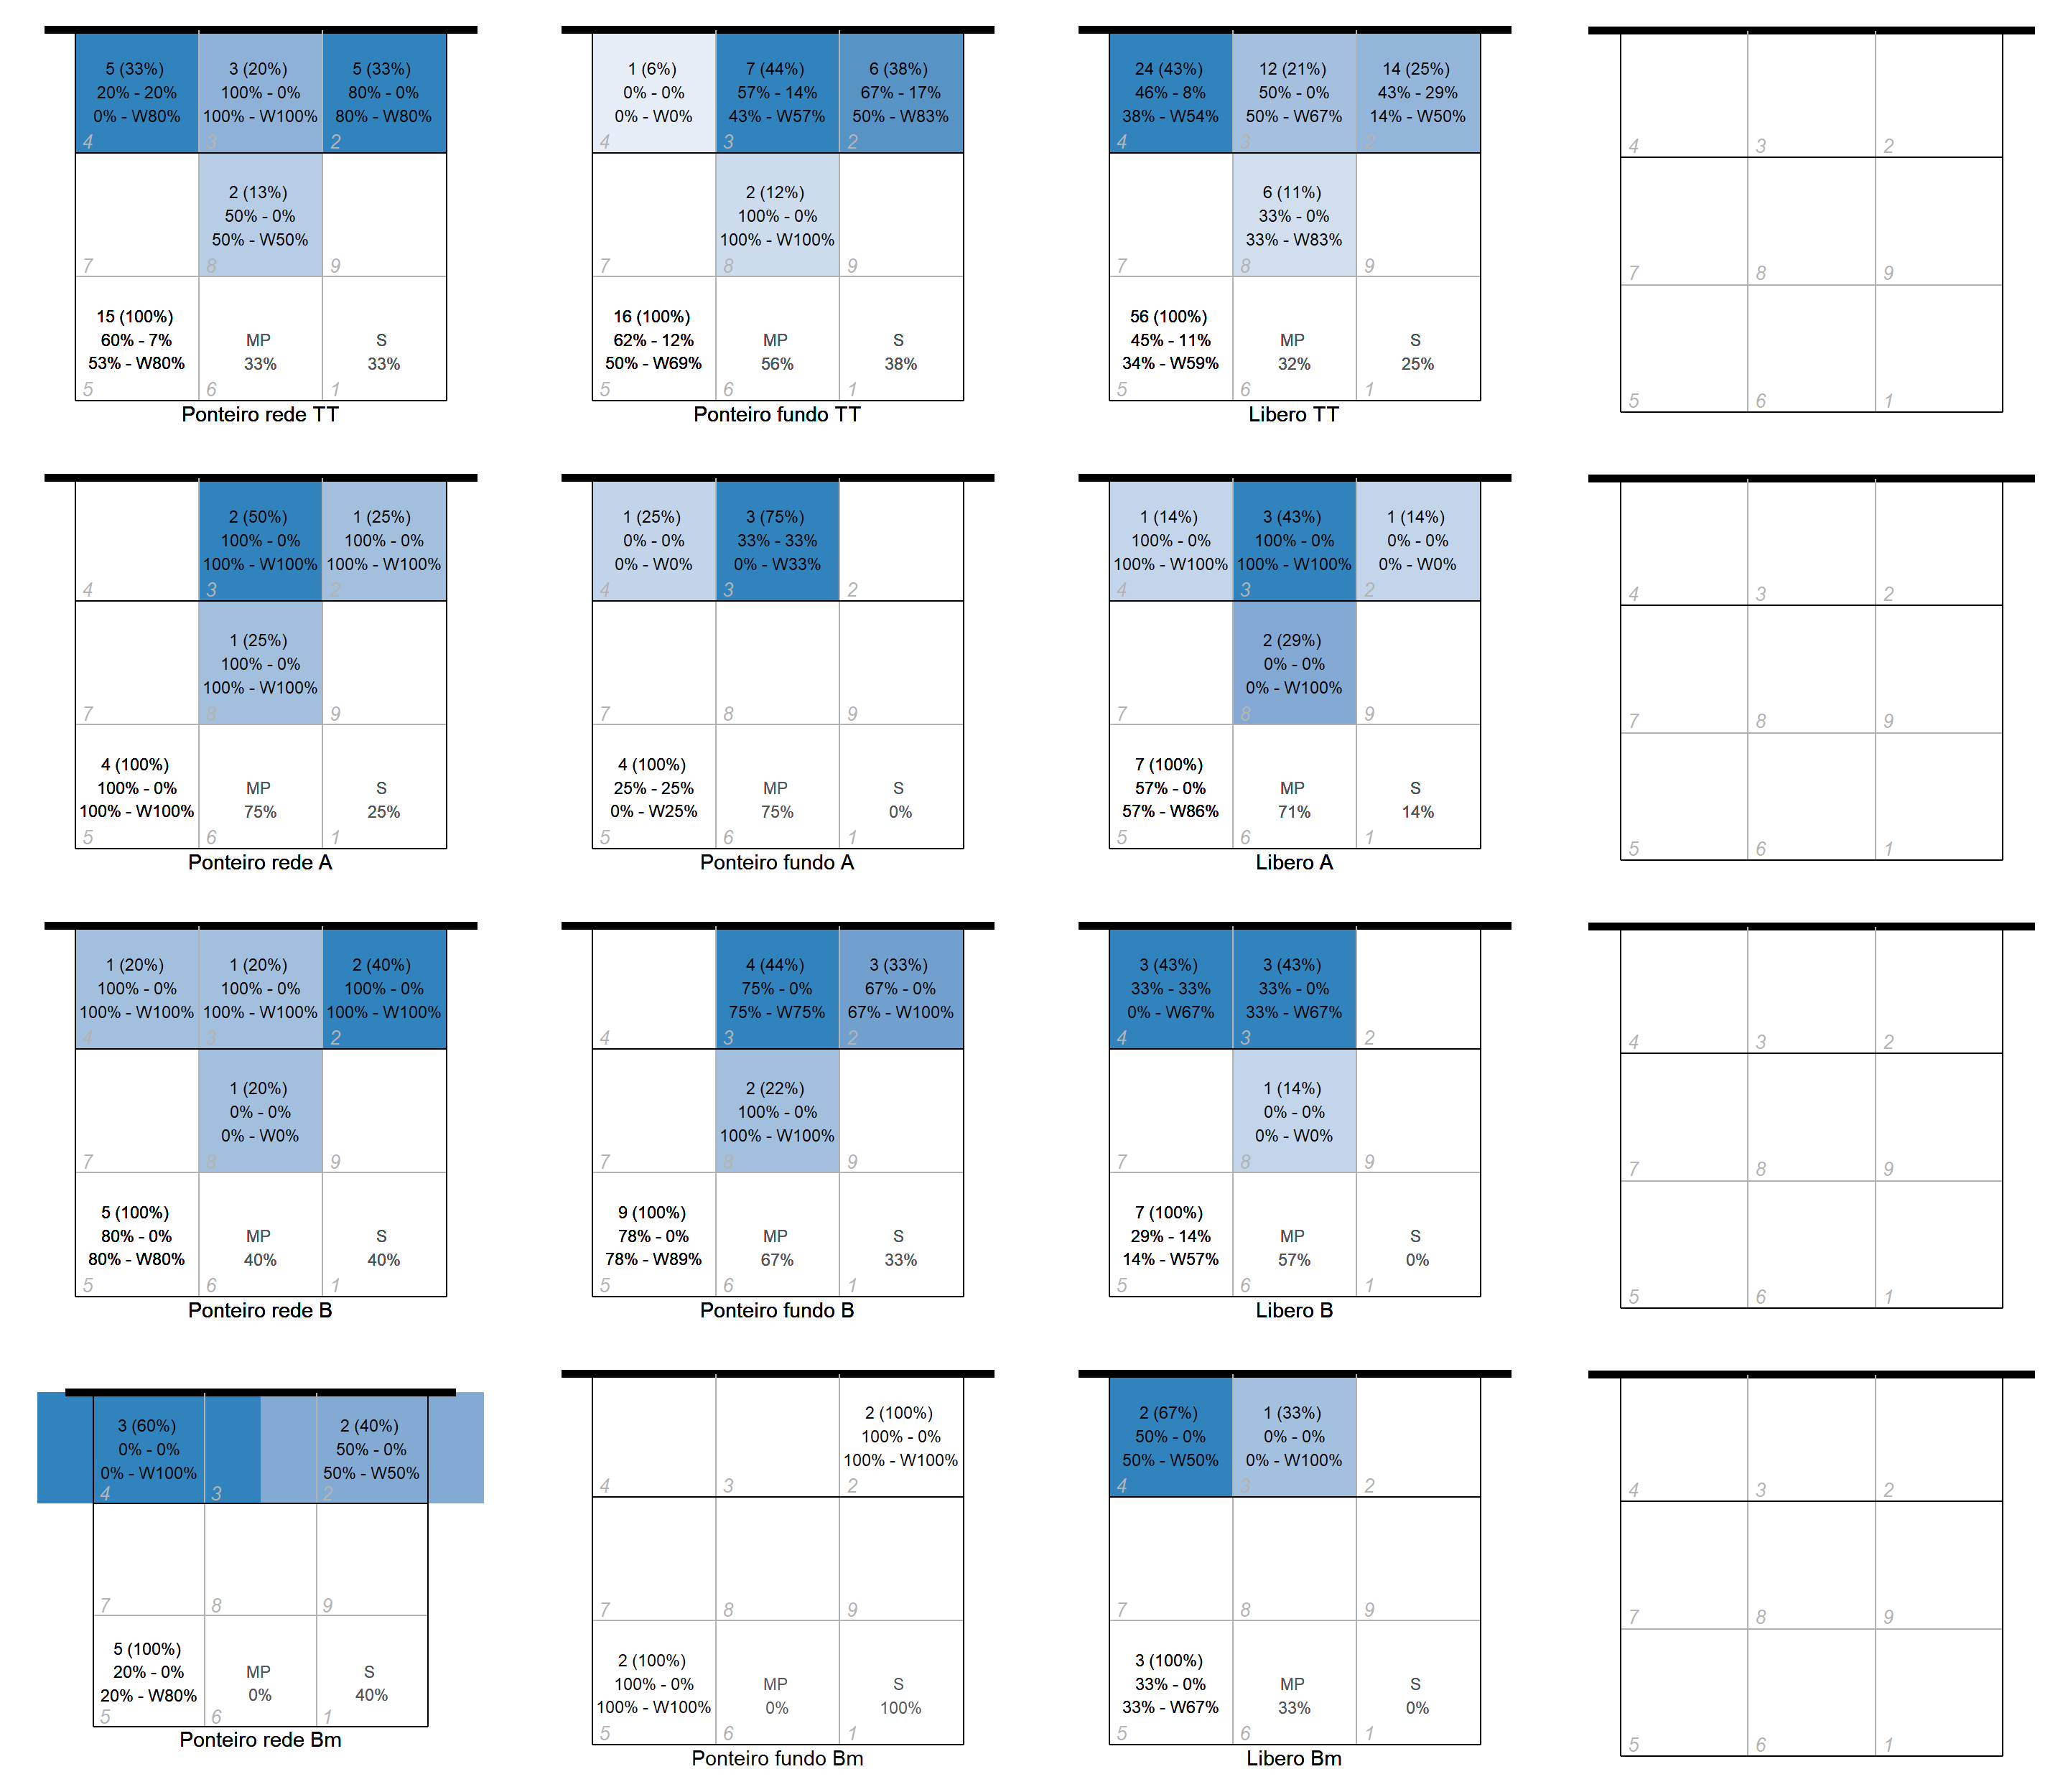 5 (33%)
20% - 20%
0% - W80%
4
3 (20%)
100% - 0%
100% - W100%
3
5 (33%)
80% - 0%
80% - W80%
2
7
2 (13%)
50% - 0%
50% - W50%
8
9
15 (100%)
60% - 7%
53% - W80%
5
MP
33%
6
S
33%
1
Ponteiro rede TT
1 (6%)
0% - 0%
0% - W0%
4
7 (44%)
57% - 14%
43% - W57%
3
6 (38%)
67% - 17%
50% - W83%
2
7
2 (12%)
100% - 0%
100% - W100%
8
9
16 (100%)
62% - 12%
50% - W69%
5
MP
56%
6
S
38%
1
Ponteiro fundo TT
24 (43%)
46% - 8%
38% - W54%
4
12 (21%)
50% - 0%
50% - W67%
3
14 (25%)
43% - 29%
14% - W50%
2
7
6 (11%)
33% - 0%
33% - W83%
8
9
56 (100%)
45% - 11%
34% - W59%
5
MP
32%
6
S
25%
1
Libero TT
4
3
2
7
8
9
5
6
1
4
2 (50%)
100% - 0%
100% - W100%
3
1 (25%)
100% - 0%
100% - W100%
2
7
1 (25%)
100% - 0%
100% - W100%
8
9
4 (100%)
100% - 0%
100% - W100%
5
MP
75%
6
S
25%
1
Ponteiro rede A
1 (25%)
0% - 0%
0% - W0%
4
3 (75%)
33% - 33%
0% - W33%
3
2
7
8
9
4 (100%)
25% - 25%
0% - W25%
5
MP
75%
6
S
0%
1
Ponteiro fundo A
1 (14%)
100% - 0%
100% - W100%
4
3 (43%)
100% - 0%
100% - W100%
3
1 (14%)
0% - 0%
0% - W0%
2
7
2 (29%)
0% - 0%
0% - W100%
8
9
7 (100%)
57% - 0%
57% - W86%
5
MP
71%
6
S
14%
1
Libero A
4
3
2
7
8
9
5
6
1
1 (20%)
100% - 0%
100% - W100%
4
1 (20%)
100% - 0%
100% - W100%
3
2 (40%)
100% - 0%
100% - W100%
2
7
1 (20%)
0% - 0%
0% - W0%
8
9
5 (100%)
80% - 0%
80% - W80%
5
MP
40%
6
S
40%
1
Ponteiro rede B
4
4 (44%)
75% - 0%
75% - W75%
3
3 (33%)
67% - 0%
67% - W100%
2
7
2 (22%)
100% - 0%
100% - W100%
8
9
9 (100%)
78% - 0%
78% - W89%
5
MP
67%
6
S
33%
1
Ponteiro fundo B
3 (43%)
33% - 33%
0% - W67%
4
3 (43%)
33% - 0%
33% - W67%
3
2
7
1 (14%)
0% - 0%
0% - W0%
8
9
7 (100%)
29% - 14%
14% - W57%
5
MP
57%
6
S
0%
1
Libero B
4
3
2
7
8
9
5
6
1
3 (60%)
0% - 0%
0% - W100%
4
3
2 (40%)
50% - 0%
50% - W50%
2
7
8
9
5 (100%)
20% - 0%
20% - W80%
5
MP
0%
6
S
40%
1
Ponteiro rede Bm
4
3
2 (100%)
100% - 0%
100% - W100%
2
7
8
9
2 (100%)
100% - 0%
100% - W100%
5
MP
0%
6
S
100%
1
Ponteiro fundo Bm
2 (67%)
50% - 0%
50% - W50%
4
1 (33%)
0% - 0%
0% - W100%
3
2
7
8
9
3 (100%)
33% - 0%
33% - W67%
5
MP
33%
6
S
0%
1
Libero Bm
4
3
2
7
8
9
5
6
1